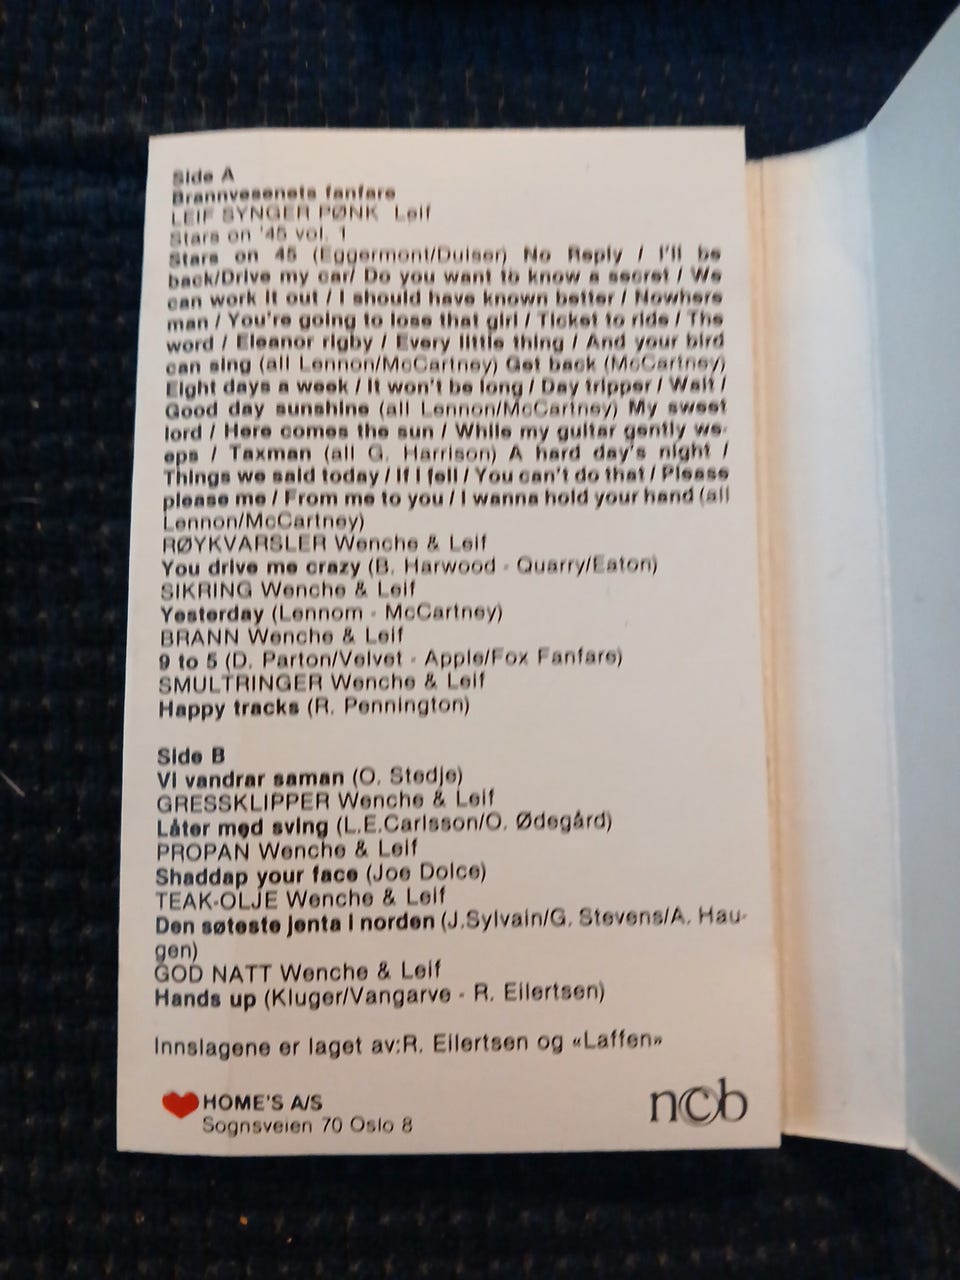 Side A
Brannvesenets fanfare
LEIF SYNGER PØNK Leif
Stars on '45 vol. 1
Stars on 45 (Eggermont/Duiser) No Reply / I'll be
back/Drive my car/ Do you want to know a secret / We
can work it out / I should have known better / Nowhere
man / You're going to lose that girl / Ticket to ride / The
word / Eleanor rigby / Every little thing / And your bird
can sing (all Lennon/McCartney) Get back (McCartney)
Eight days a week / It won't be long / Day tripper / Wait /
Good day sunshine (all Lennon/McCartney) My sweet
lord / Here comes the sun / While my guitar gently we-
eps / Taxman (all G. Harrison) A hard day's night /
Things we said today / If I fell / You can't do that / Please
please me / From me to you / I wanna hold your hand (all
Lennon/McCartney)
RØYKVARSLER Wenche & Leif
You drive me crazy (B. Harwood - Quarry/Eaton)
SIKRING Wenche & Leif
Yesterday (Lennom - McCartney)
BRANN Wenche & Leif
9 to 5 (D. Parton/Velvet - Apple/Fox Fanfare)
SMULTRINGER Wenche & Leif
Happy tracks (R. Pennington)
Side B
Vi vandrar saman (O. Stedje)
GRESSKLIPPER Wenche & Leif
Låter med sving (L.E.Carlsson/O. Ødegård)
PROPAN Wenche & Leif
Shaddap your face (Joe Dolce)
TEAK-OLJE Wenche & Leif
Den søteste jenta i norden (J.Sylvain/G. Stevens/A. Hau-
gen)
GOD NATT Wenche & Leif
Hands up (Kluger/Vangarve - R. Eilertsen)
Innslagene er laget av:R. Eilertsen og «Laffen»
HOME'S A/S
Sognsveien 70 Oslo 8
ncb